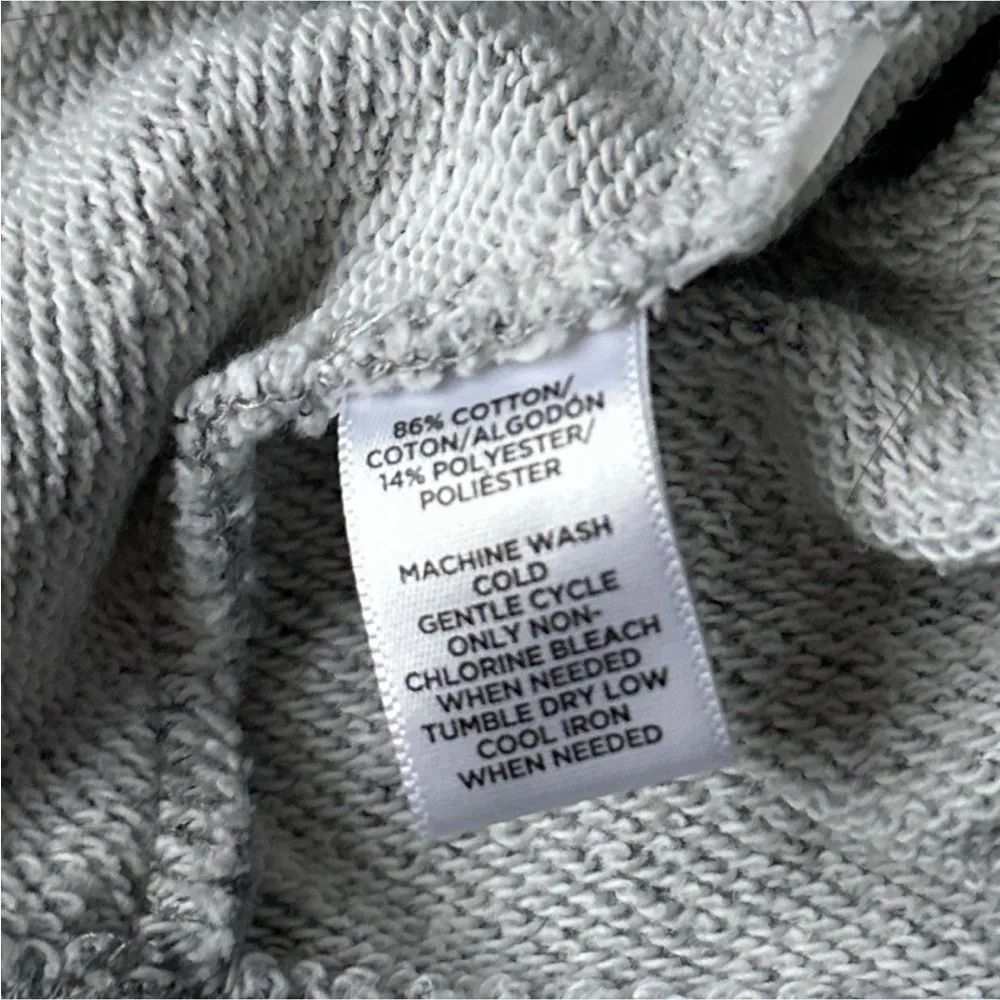 86% COTTON/
COTON/ALGODÓN
14% POLYESTER/
POLIÉSTER
MACHINE WASH
COLD
GENTLE CYCLE
ONLY NON-
CHLORINE BLEACH
WHEN NEEDED
TUMBLE DRY LOW
COOL IRON
WHEN NEEDED